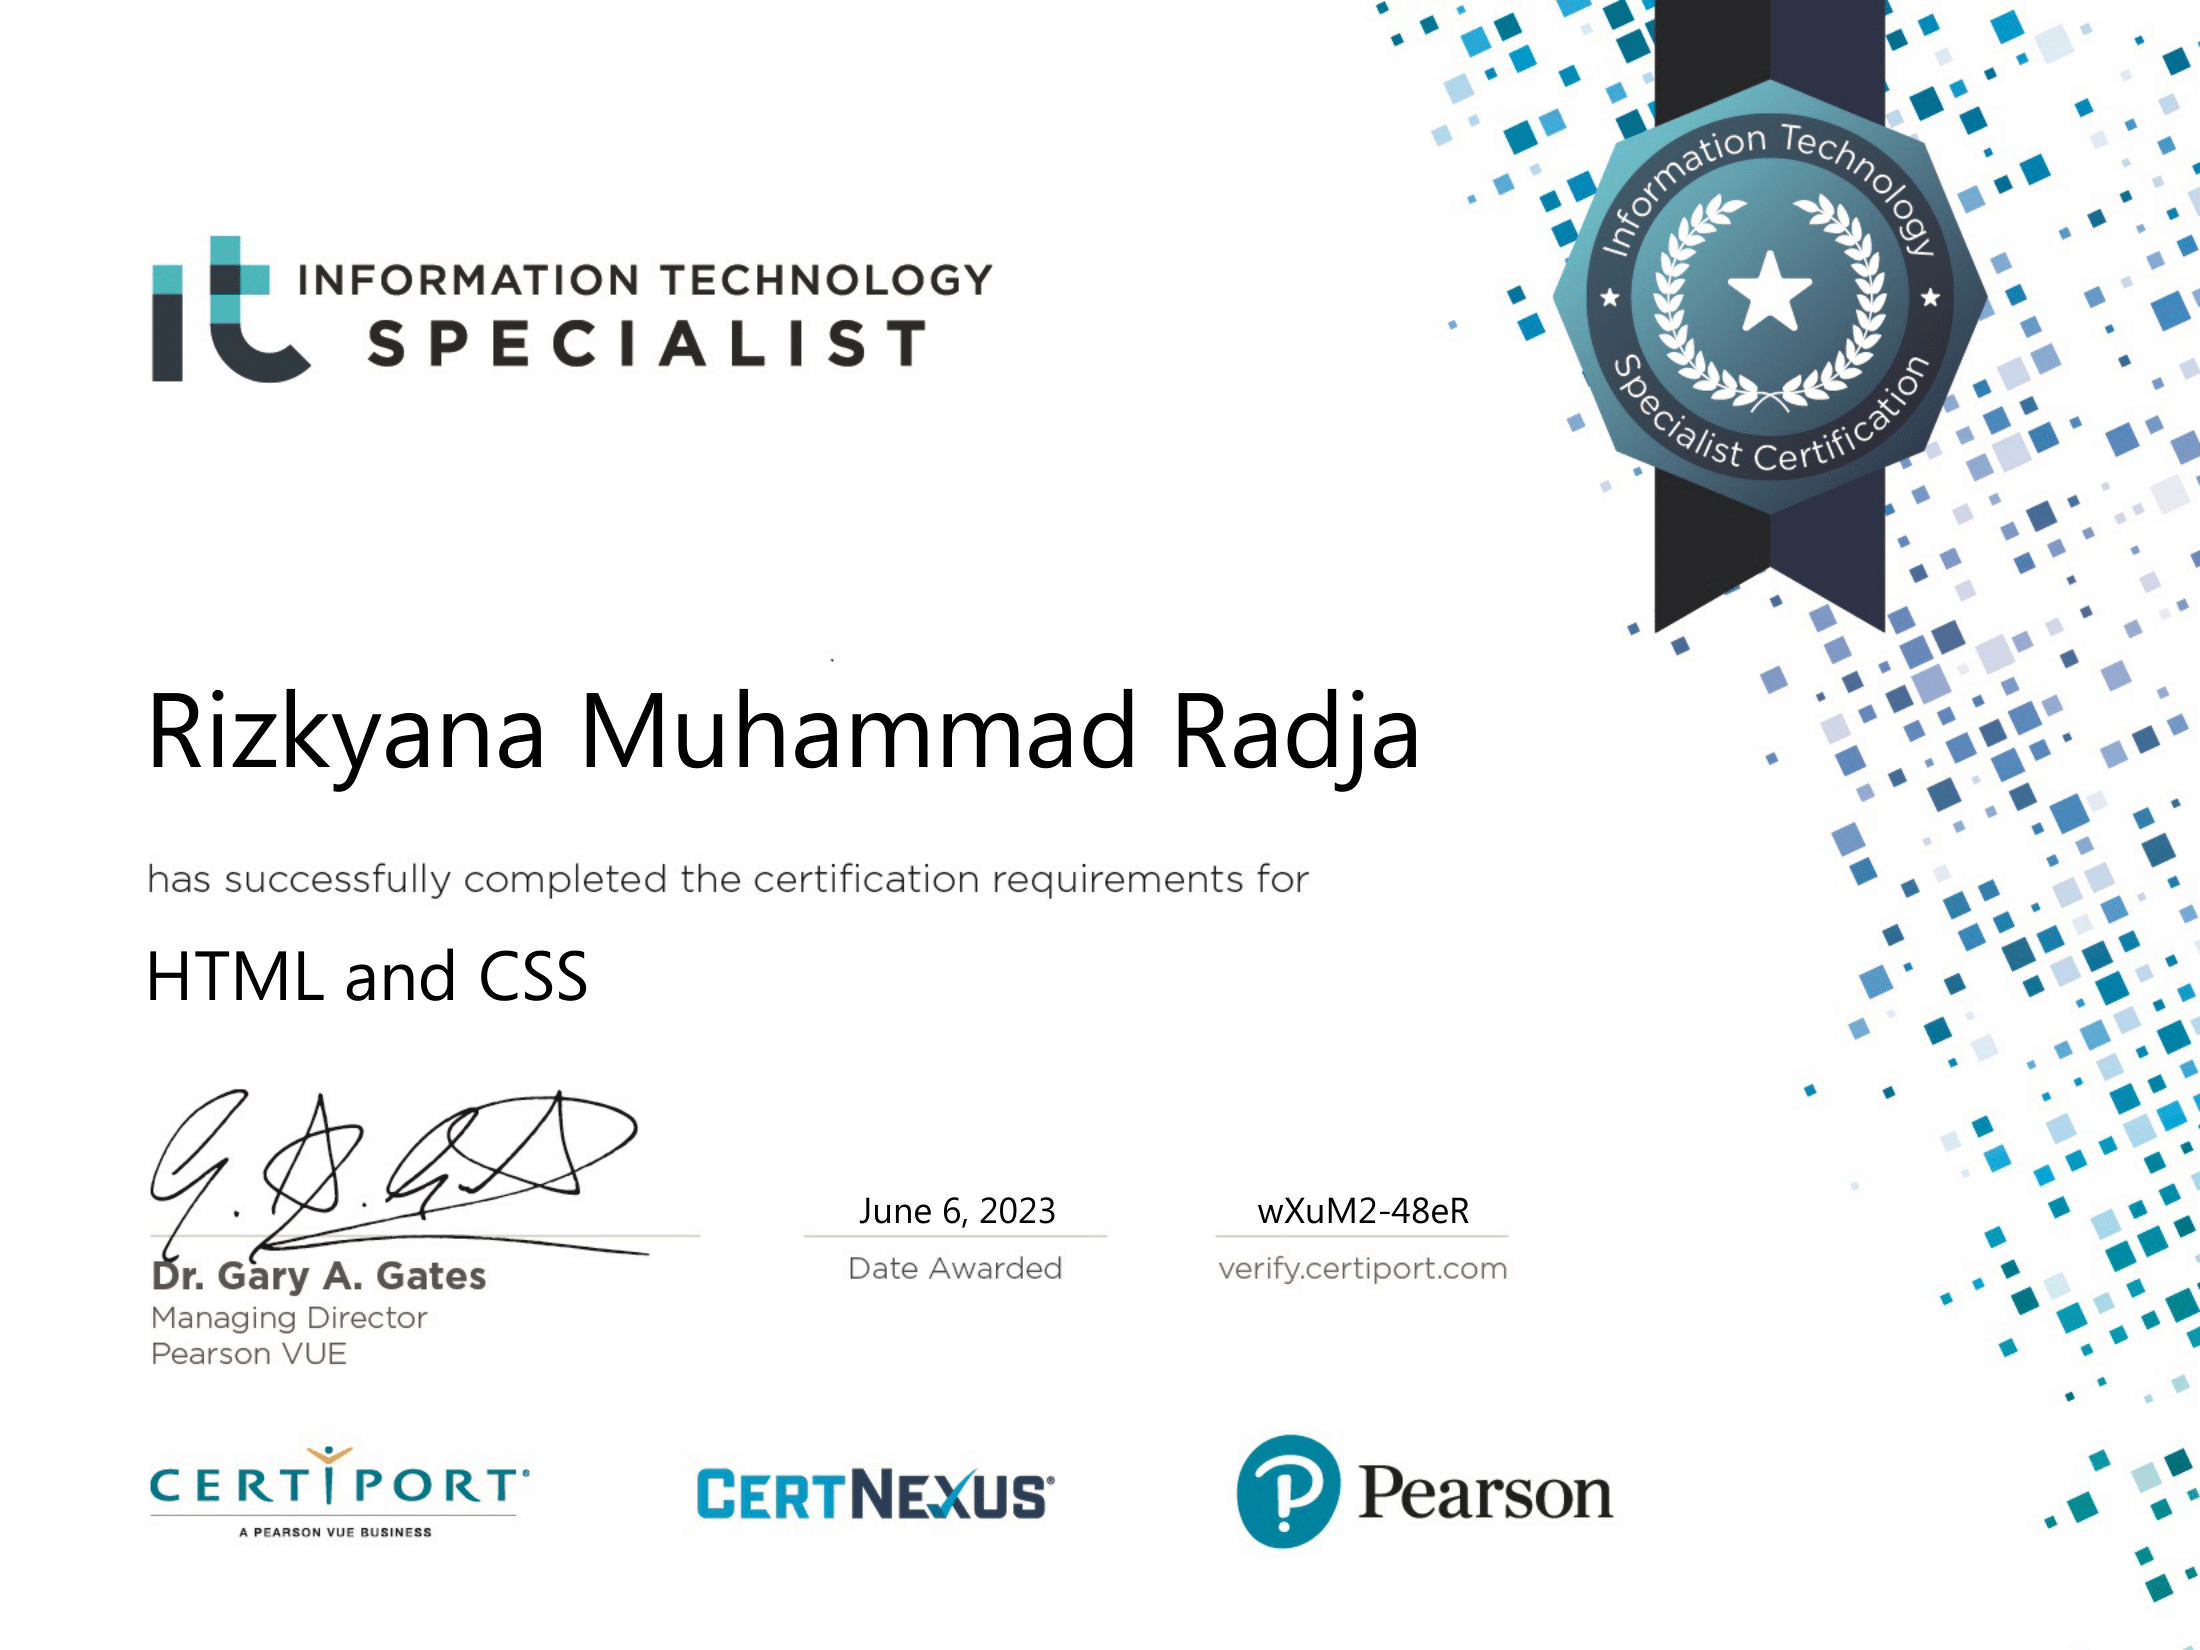 it INFORMATION TECHNOLOGY
SPECIALIST
Information Technology
Specialist Certification
Rizkyana Muhammad Radja
has successfully completed the certification requirements for
HTML and CSS
June 6, 2023
wXuM2-48eR
Dr. Gary A. Gates
Date Awarded
verify.certiport.com
Managing Director
Pearson VUE
CERTIPORT®
A PEARSON VUE BUSINESS
CERTNEXUS®
Pearson